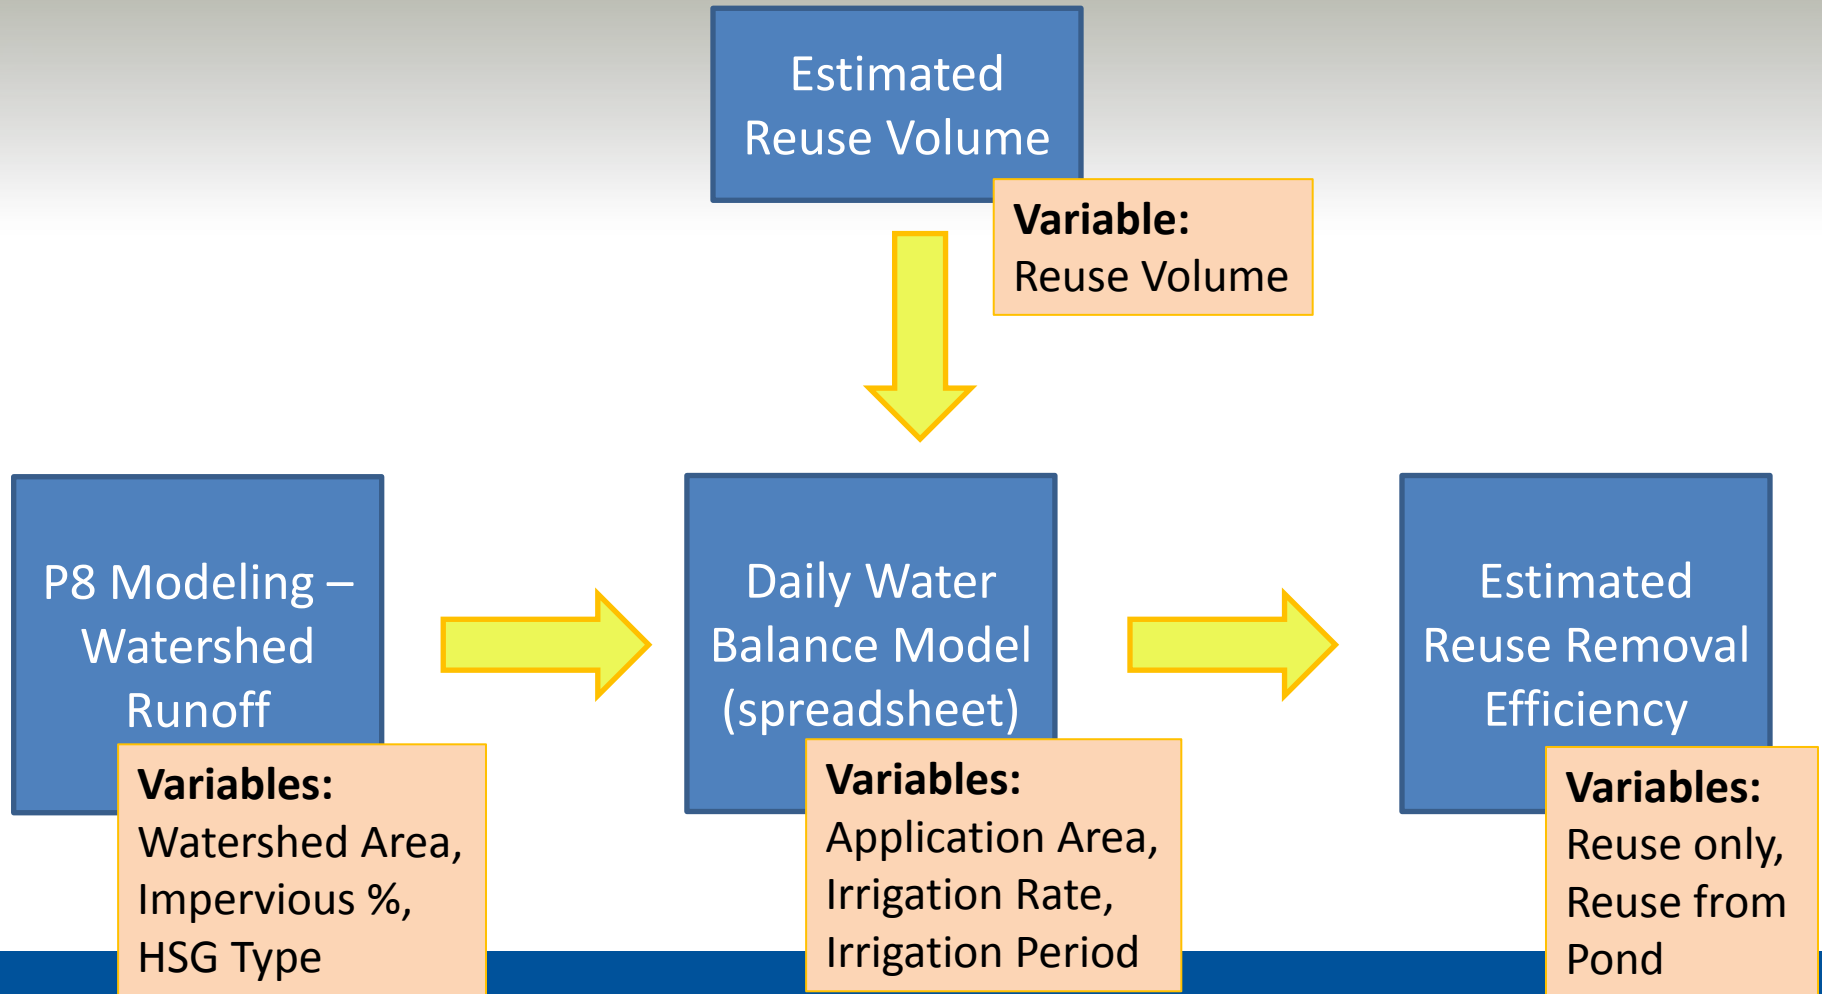 Estimated
Reuse Volume
Variable:
Reuse Volume
P8 Modeling –
Watershed
Runoff
Variables:
Watershed Area,
Impervious %,
HSG Type
Daily Water
Balance Model
(spreadsheet)
Variables:
Application Area,
Irrigation Rate,
Irrigation Period
Estimated
Reuse Removal
Efficiency
Variables:
Reuse only,
Reuse from
Pond